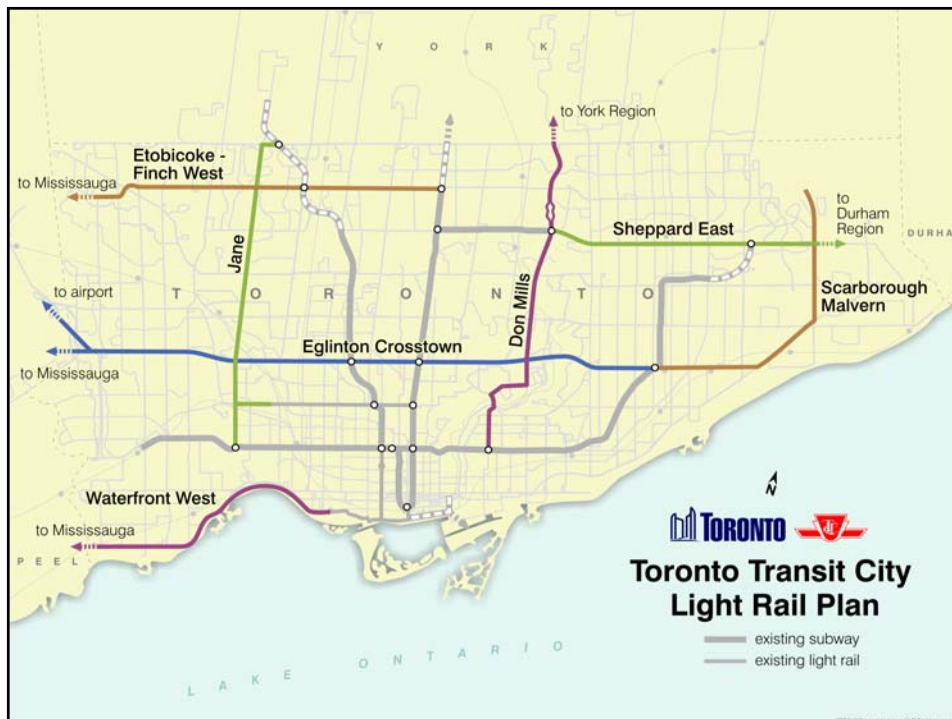 Y O R K
to York Region
Etobicoke -
Finch West
to Mississauga
to
Durham
Region
Sheppard East
DURHA
Jane
Don Mills
T O R O N T O
Scarborough
Malvern
to airport
Eglinton Crosstown
to Mississauga
Waterfront West
to Mississauga
P E E L
N
TORONTO
TTC
Toronto Transit City
Light Rail Plan
existing subway
existing light rail
L A K E O N T A R I O